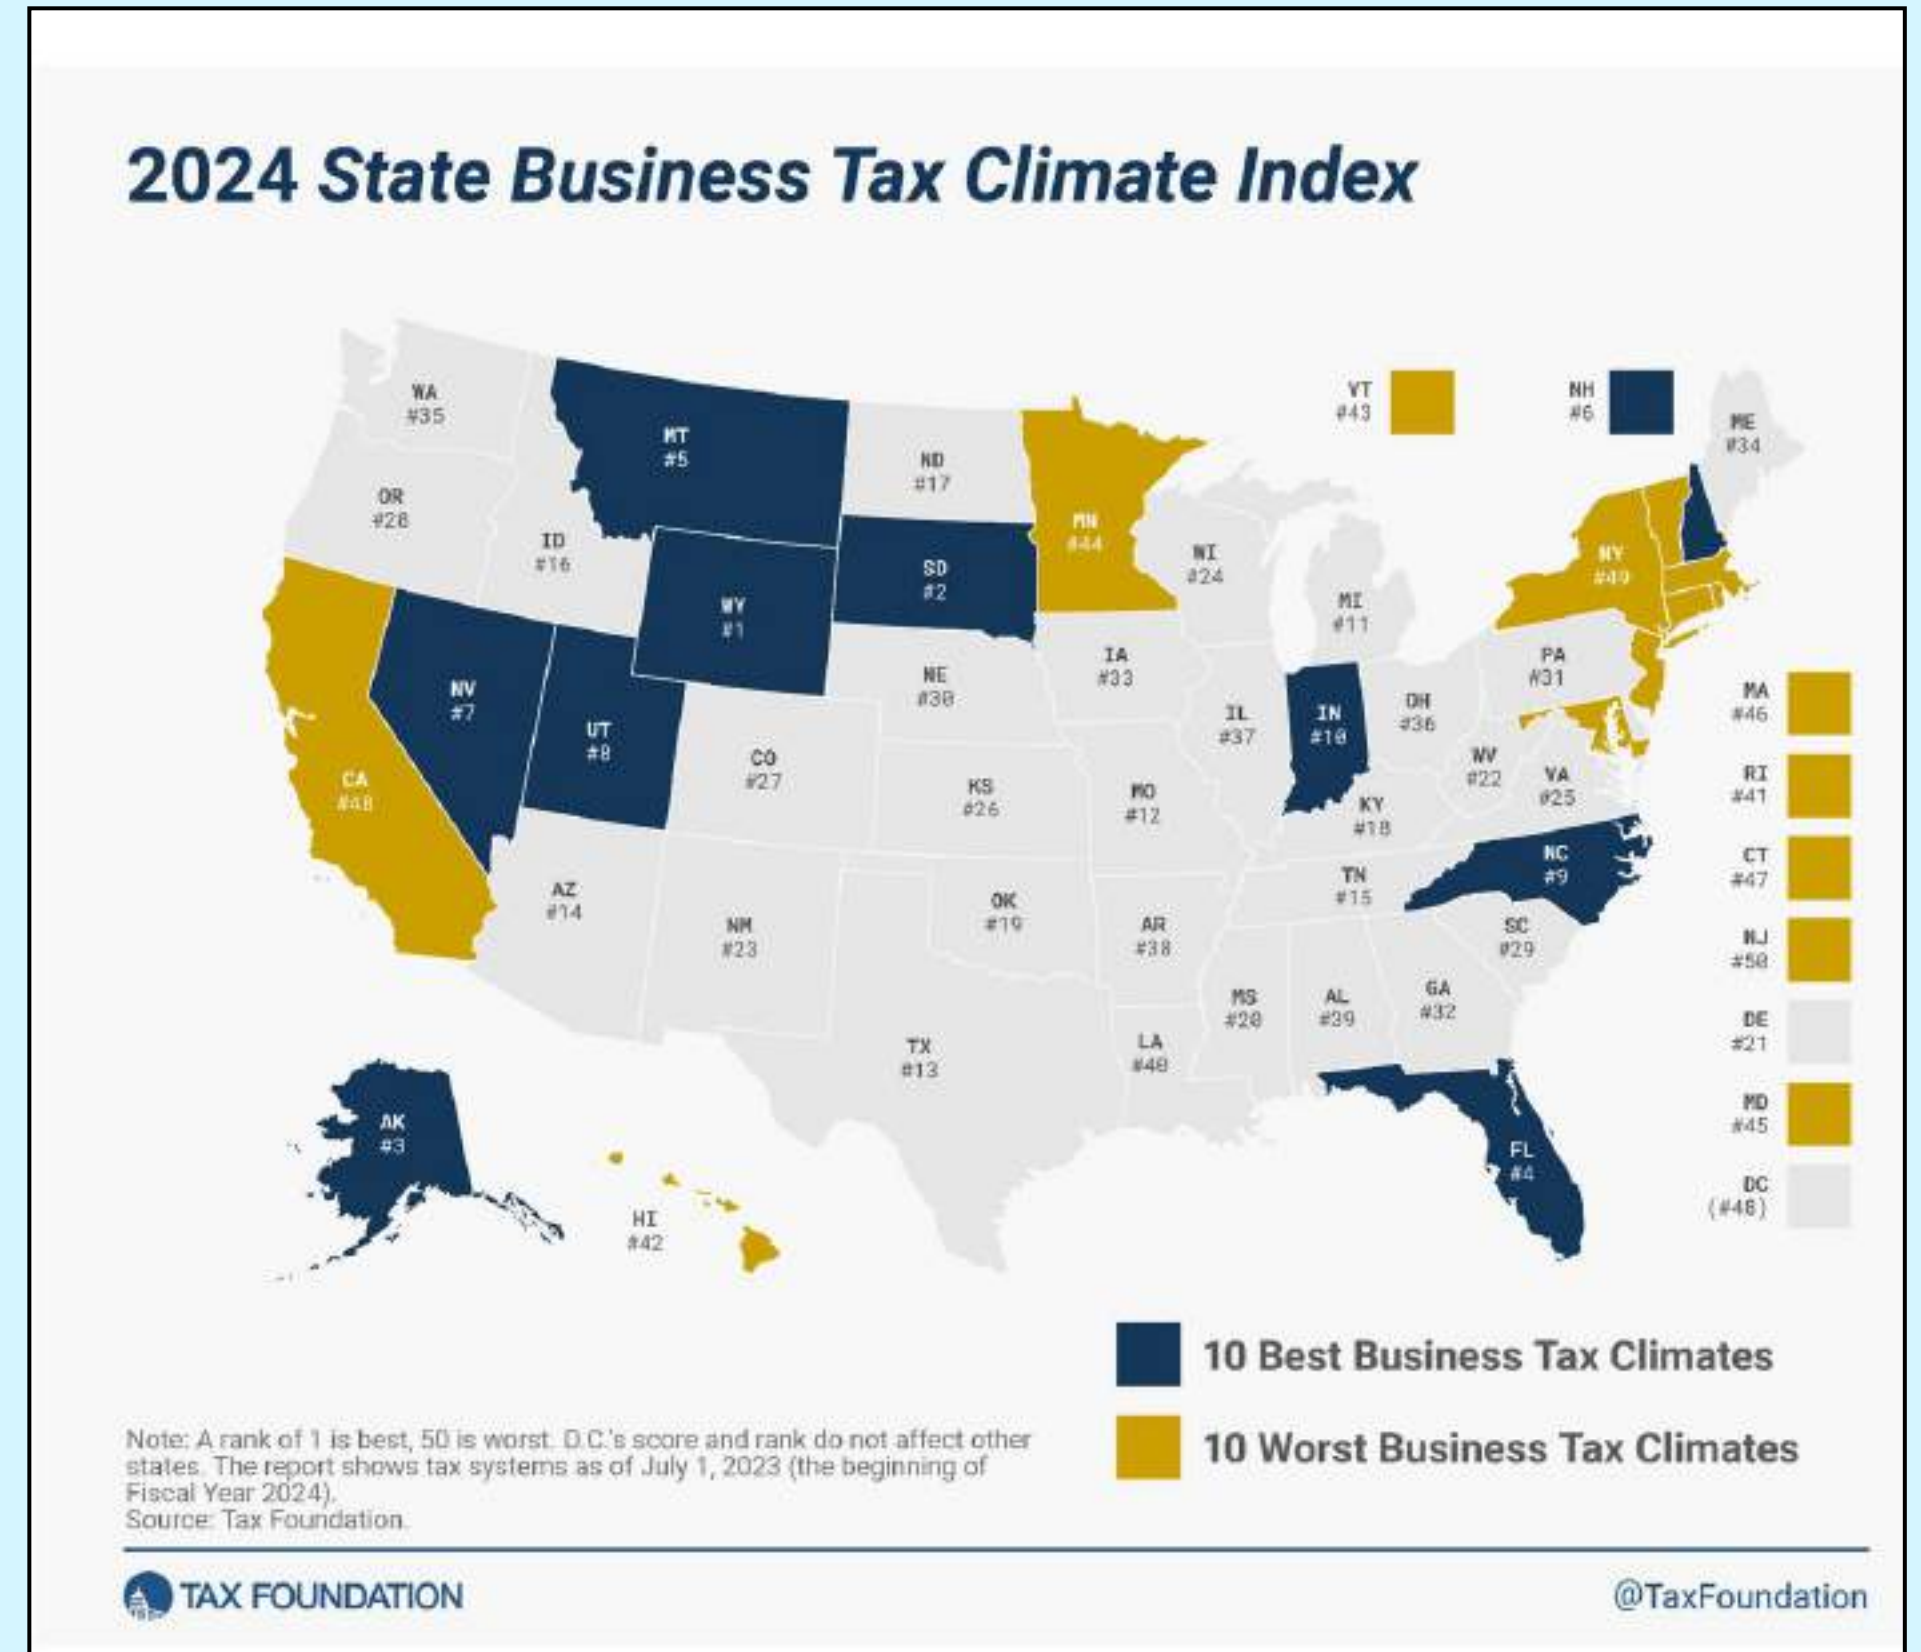 2024 State Business Tax Climate Index
WA
#35
MT
#5
ND
#17
MN
#44
VT
#43
NH
#6
ME
#34
OR
#28
ID
#16
WY
#1
SD
#2
WI
#24
MI
#11
NY
#49
CA
#48
NV
#7
UT
#8
CO
#27
NE
#30
IA
#33
IL
#37
IN
#10
OH
#36
PA
#31
MA
#46
RI
#41
CT
#47
NJ
#50
DE
#21
MD
#45
DC
(#48)
KS
#26
MO
#12
KY
#18
WV
#22
VA
#25
AZ
#14
NM
#23
OK
#19
AR
#38
TN
#15
NC
#9
SC
#29
TX
#13
LA
#40
MS
#20
AL
#39
GA
#32
FL
#4
AK
#3
HI
#42
10 Best Business Tax Climates
10 Worst Business Tax Climates
Note: A rank of 1 is best, 50 is worst. D.C.'s score and rank do not affect other
states. The report shows tax systems as of July 1, 2023 (the beginning of
Fiscal Year 2024).
Source: Tax Foundation.
TAX FOUNDATION
@TaxFoundation